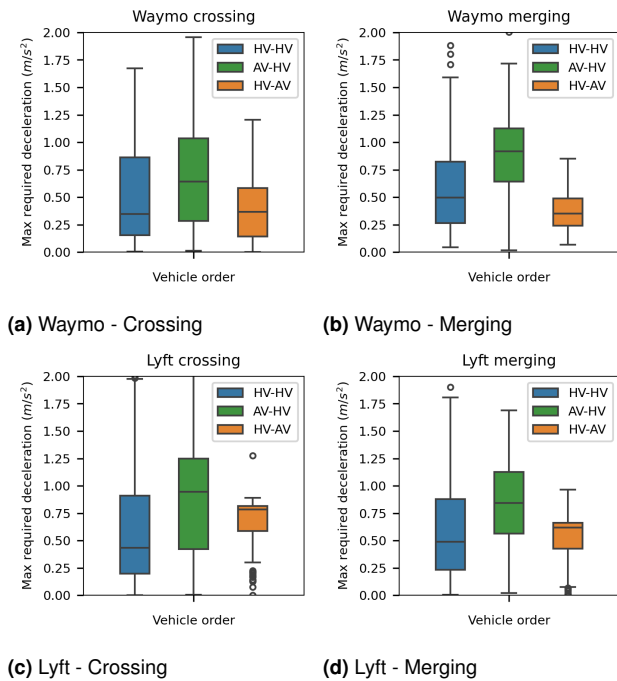 Waymo crossing
Max required deceleration (m/s²)
2.00
1.75
1.50
1.25
1.00
0.75
0.50
0.25
0.00
HV-HV
AV-HV
HV-AV
Vehicle order
(a) Waymo - Crossing
Waymo merging
Max required deceleration (m/s²)
2.00
1.75
1.50
1.25
1.00
0.75
0.50
0.25
0.00
HV-HV
AV-HV
HV-AV
Vehicle order
(b) Waymo - Merging
Lyft crossing
Max required deceleration (m/s²)
2.00
1.75
1.50
1.25
1.00
0.75
0.50
0.25
0.00
HV-HV
AV-HV
HV-AV
Vehicle order
(c) Lyft - Crossing
Lyft merging
Max required deceleration (m/s²)
2.00
1.75
1.50
1.25
1.00
0.75
0.50
0.25
0.00
HV-HV
AV-HV
HV-AV
Vehicle order
(d) Lyft - Merging